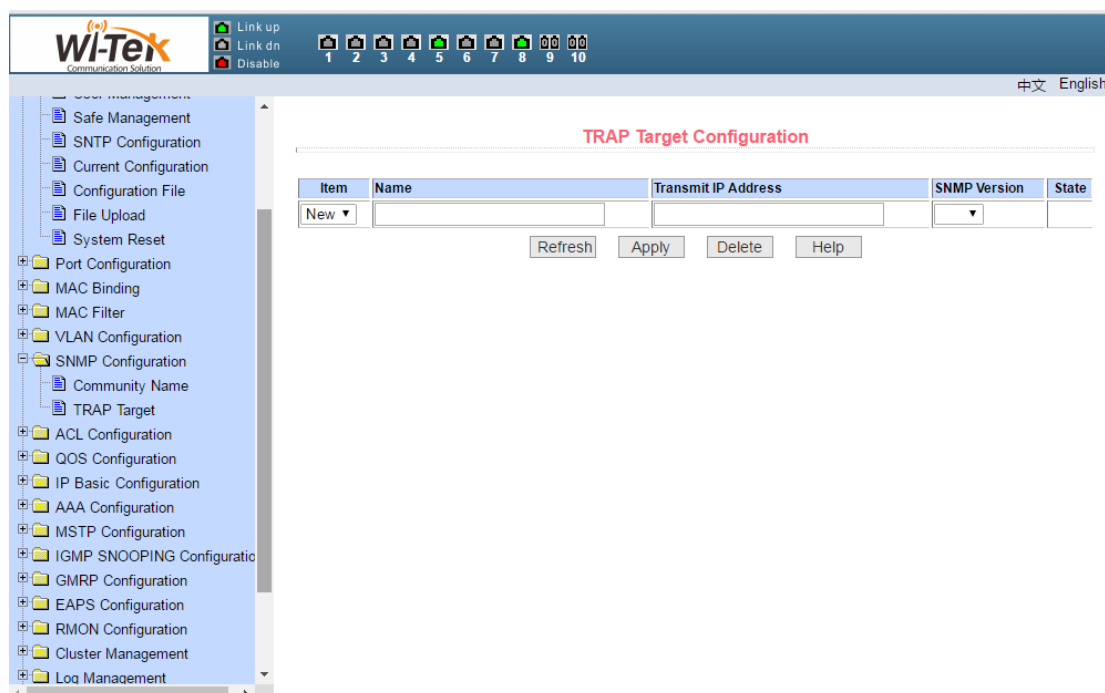 Wi-Tek
Communication Solution
Link up
Link dn
Disable
1 2 3 4 5 6 7 8 9 10
中文 English
User Management
Safe Management
SNTP Configuration
Current Configuration
Configuration File
File Upload
System Reset
Port Configuration
MAC Binding
MAC Filter
VLAN Configuration
SNMP Configuration
Community Name
TRAP Target
ACL Configuration
QOS Configuration
IP Basic Configuration
AAA Configuration
MSTP Configuration
IGMP SNOOPING Configuratio
GMRP Configuration
EAPS Configuration
RMON Configuration
Cluster Management
Log Management
TRAP Target Configuration
Item Name Transmit IP Address SNMP Version State
New
Refresh Apply Delete Help